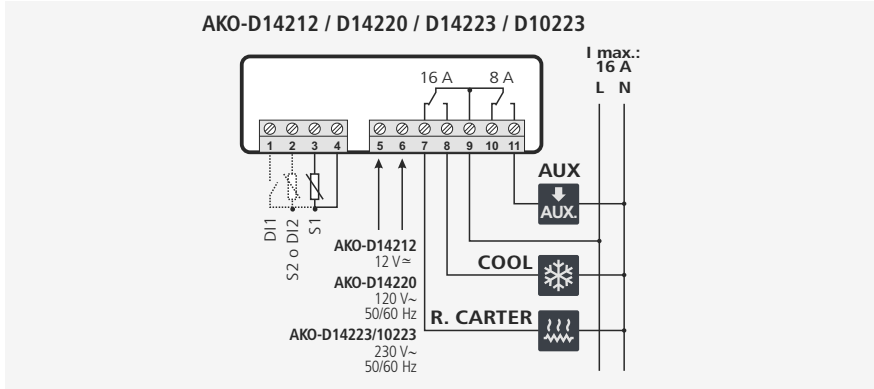 AKO-D14212 / D14220 / D14223 / D10223
I max.:
16 A
L N
16 A 8 A
1 2 3 4 5 6 7 8 9 10 11
DI1
S2 o DI2
S1
AUX
AUX.
AKO-D14212
12 V≂
COOL
AKO-D14220
120 V~
50/60 Hz
R. CARTER
AKO-D14223/10223
230 V~
50/60 Hz